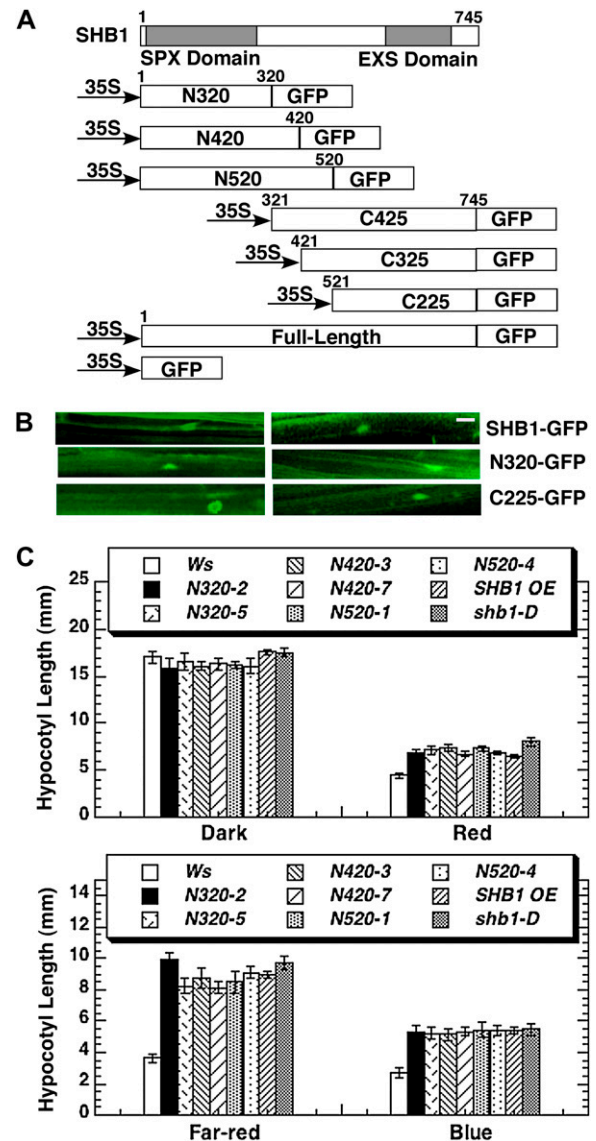 A
1 745
SHB1
SPX Domain EXS Domain
1 320
35S N320 GFP
420
35S N420 GFP
520
35S N520 GFP
321 745
35S C425 GFP
421
35S C325 GFP
521
35S C225 GFP
1
35S Full-Length GFP
35S GFP
B
SHB1-GFP
N320-GFP
C225-GFP
C
Ws N420-3 N520-4
N320-2 N420-7 SHB1 OE
N320-5 N520-1 shb1-D
Hypocotyl Length (mm)
25
20
15
10
5
0
Dark Red
Ws N420-3 N520-4
N320-2 N420-7 SHB1 OE
N320-5 N520-1 shb1-D
Hypocotyl Length (mm)
14
12
10
8
6
4
2
0
Far-red Blue